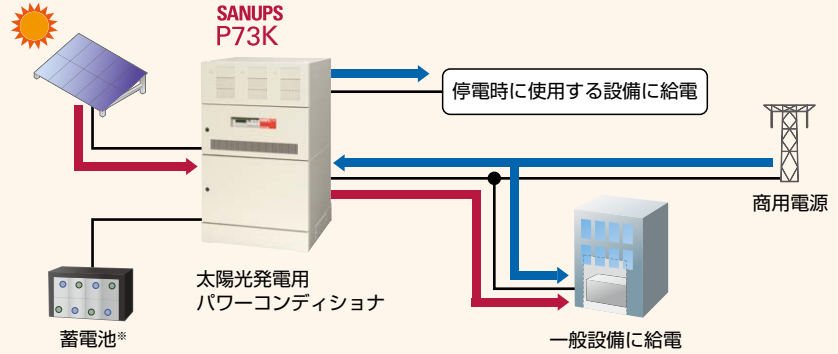 SANUPS
P73K
停電時に使用する設備に給電
商用電源
太陽光発電用
パワーコンディショナ
蓄電池※
一般設備に給電